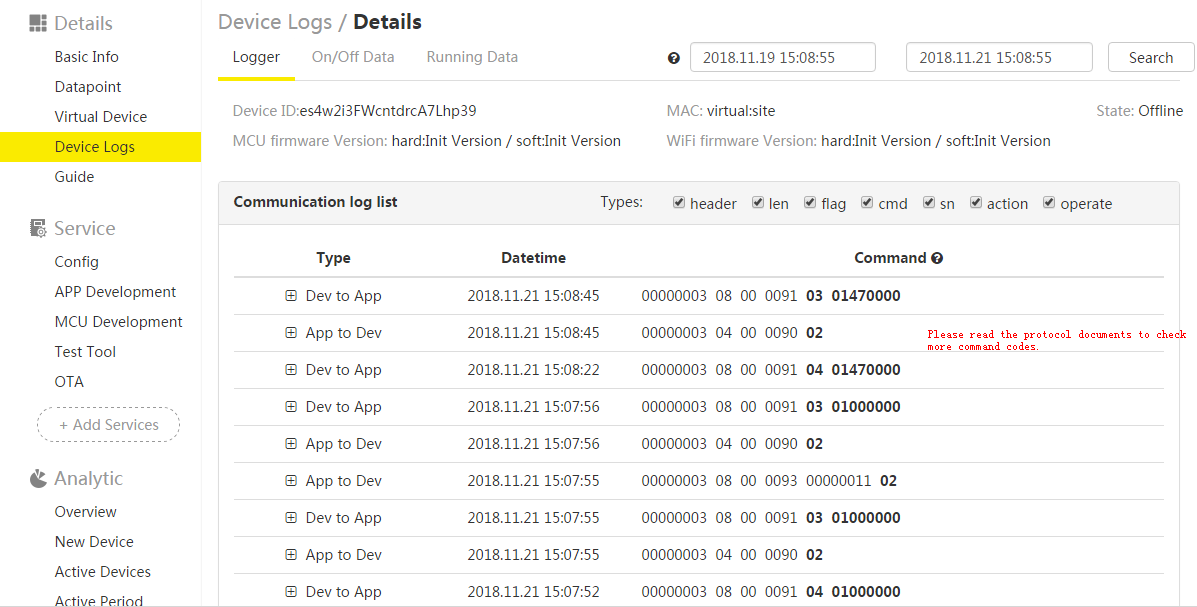 Details
Basic Info
Datapoint
Virtual Device
Device Logs
Guide
Service
Config
APP Development
MCU Development
Test Tool
OTA
+ Add Services
Analytic
Overview
New Device
Active Devices
Active Period
Device Logs / Details
Logger On/Off Data Running Data 2018.11.19 15:08:55 2018.11.21 15:08:55 Search
Device ID:es4w2i3FWcntdrcA7Lhp39 MAC: virtual:site State: Offline
MCU firmware Version: hard:Init Version / soft:Init Version WiFi firmware Version: hard:Init Version / soft:Init Version
Communication log list Types: header len flag cmd sn action operate
Type Datetime Command
Dev to App 2018.11.21 15:08:45 00000003 08 00 0091 03 01470000
App to Dev 2018.11.21 15:08:45 00000003 04 00 0090 02
Please read the protocol documents to check
more command codes.
Dev to App 2018.11.21 15:08:22 00000003 08 00 0091 04 01470000
Dev to App 2018.11.21 15:07:56 00000003 08 00 0091 03 01000000
App to Dev 2018.11.21 15:07:56 00000003 04 00 0090 02
App to Dev 2018.11.21 15:07:55 00000003 08 00 0093 00000011 02
Dev to App 2018.11.21 15:07:55 00000003 08 00 0091 03 01000000
App to Dev 2018.11.21 15:07:55 00000003 04 00 0090 02
Dev to App 2018.11.21 15:07:52 00000003 08 00 0091 04 01000000